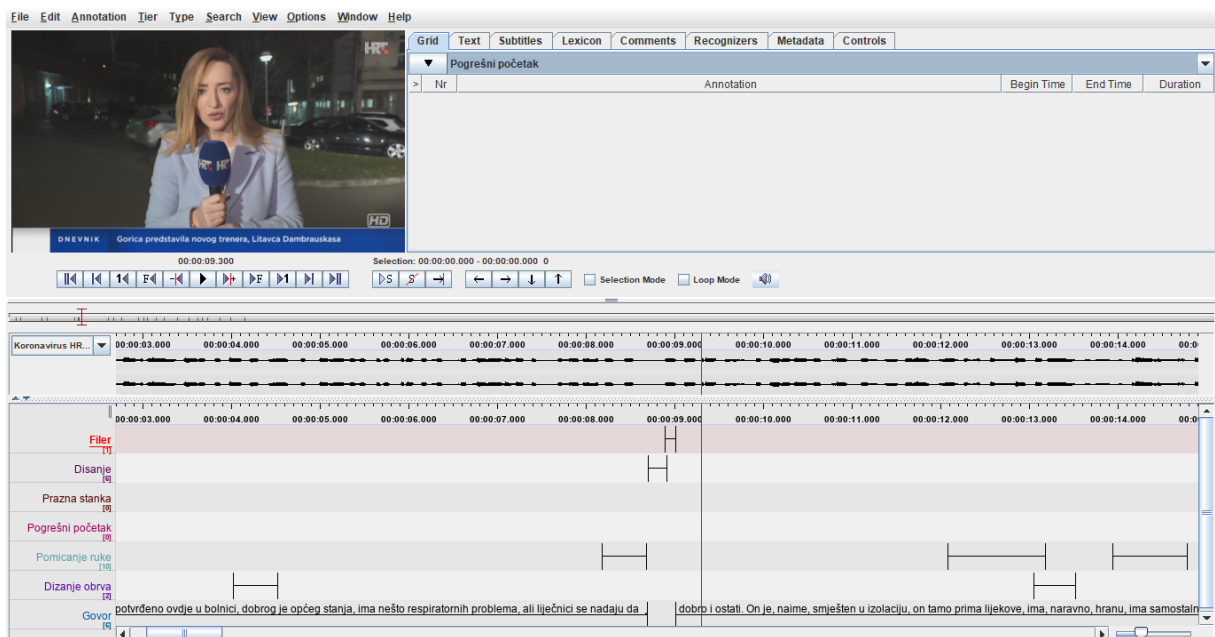 File Edit Annotation Tier Type Search View Options Window Help
HRT
HRT HRT
HD
DNEVNIK Gorica predstavila novog trenera, Litavca Dambrauskasa
Grid Text Subtitles Lexicon Comments Recognizers Metadata Controls
Pogrešni početak
> Nr Annotation Begin Time End Time Duration
00:00:09.300
Selection: 00:00:00.000 - 00:00:00.000 0
1 F + F 1 S S Selection Mode Loop Mode
Koronavirus HR...
00:00:03.000 00:00:04.000 00:00:05.000 00:00:06.000 00:00:07.000 00:00:08.000 00:00:09.000 00:00:10.000 00:00:11.000 00:00:12.000 00:00:13.000 00:00:14.000 00:0
00:00:03.000 00:00:04.000 00:00:05.000 00:00:06.000 00:00:07.000 00:00:08.000 00:00:09.000 00:00:10.000 00:00:11.000 00:00:12.000 00:00:13.000 00:00:14.000 00:0
Filer
[1]
Disanje
[6]
Prazna stanka
[0]
Pogrešni početak
[0]
Pomicanje ruke
[10]
Dizanje obrva
[2]
Govor
[6]
potvrđeno ovdje u bolnici, dobrog je općeg stanja, ima nešto respiratornih problema, ali liječnici se nadaju da
dobro i ostati. On je, naime, smješten u izolaciju, on tamo prima lijekove, ima, naravno, hranu, ima samostaln